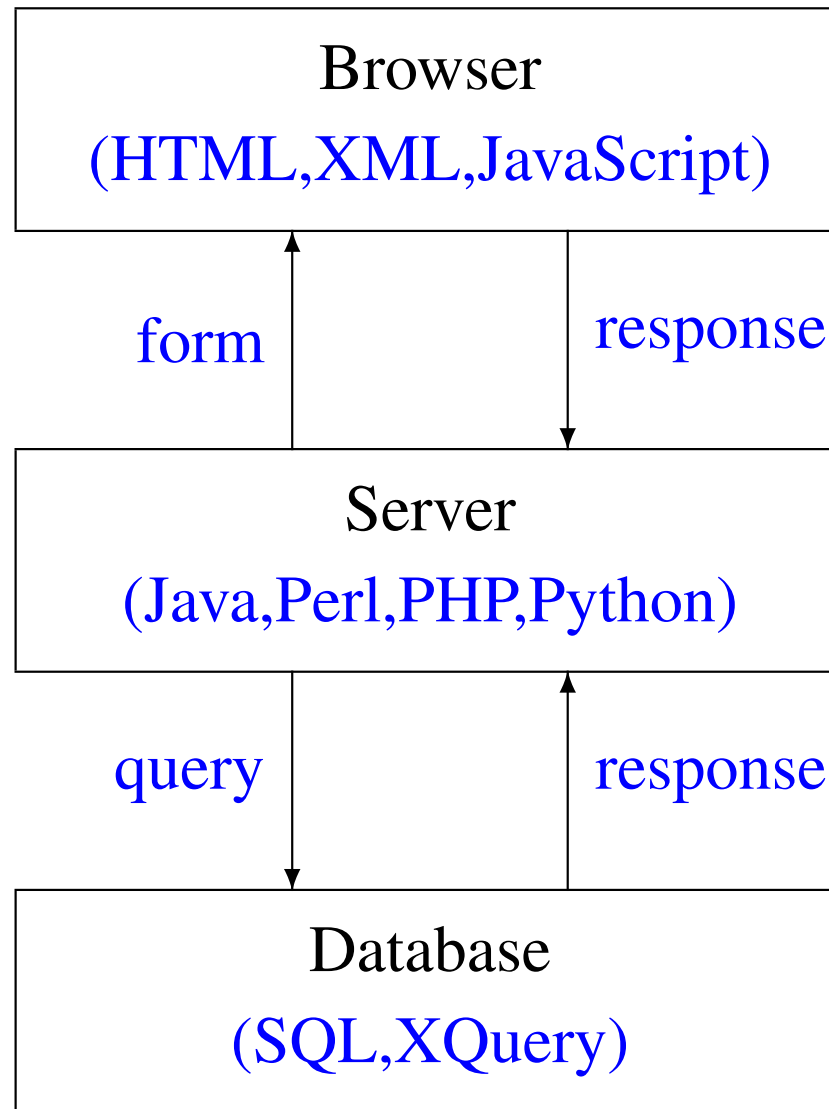 Browser
(HTML,XML,JavaScript)
form
response
Server
(Java,Perl,PHP,Python)
query
response
Database
(SQL,XQuery)